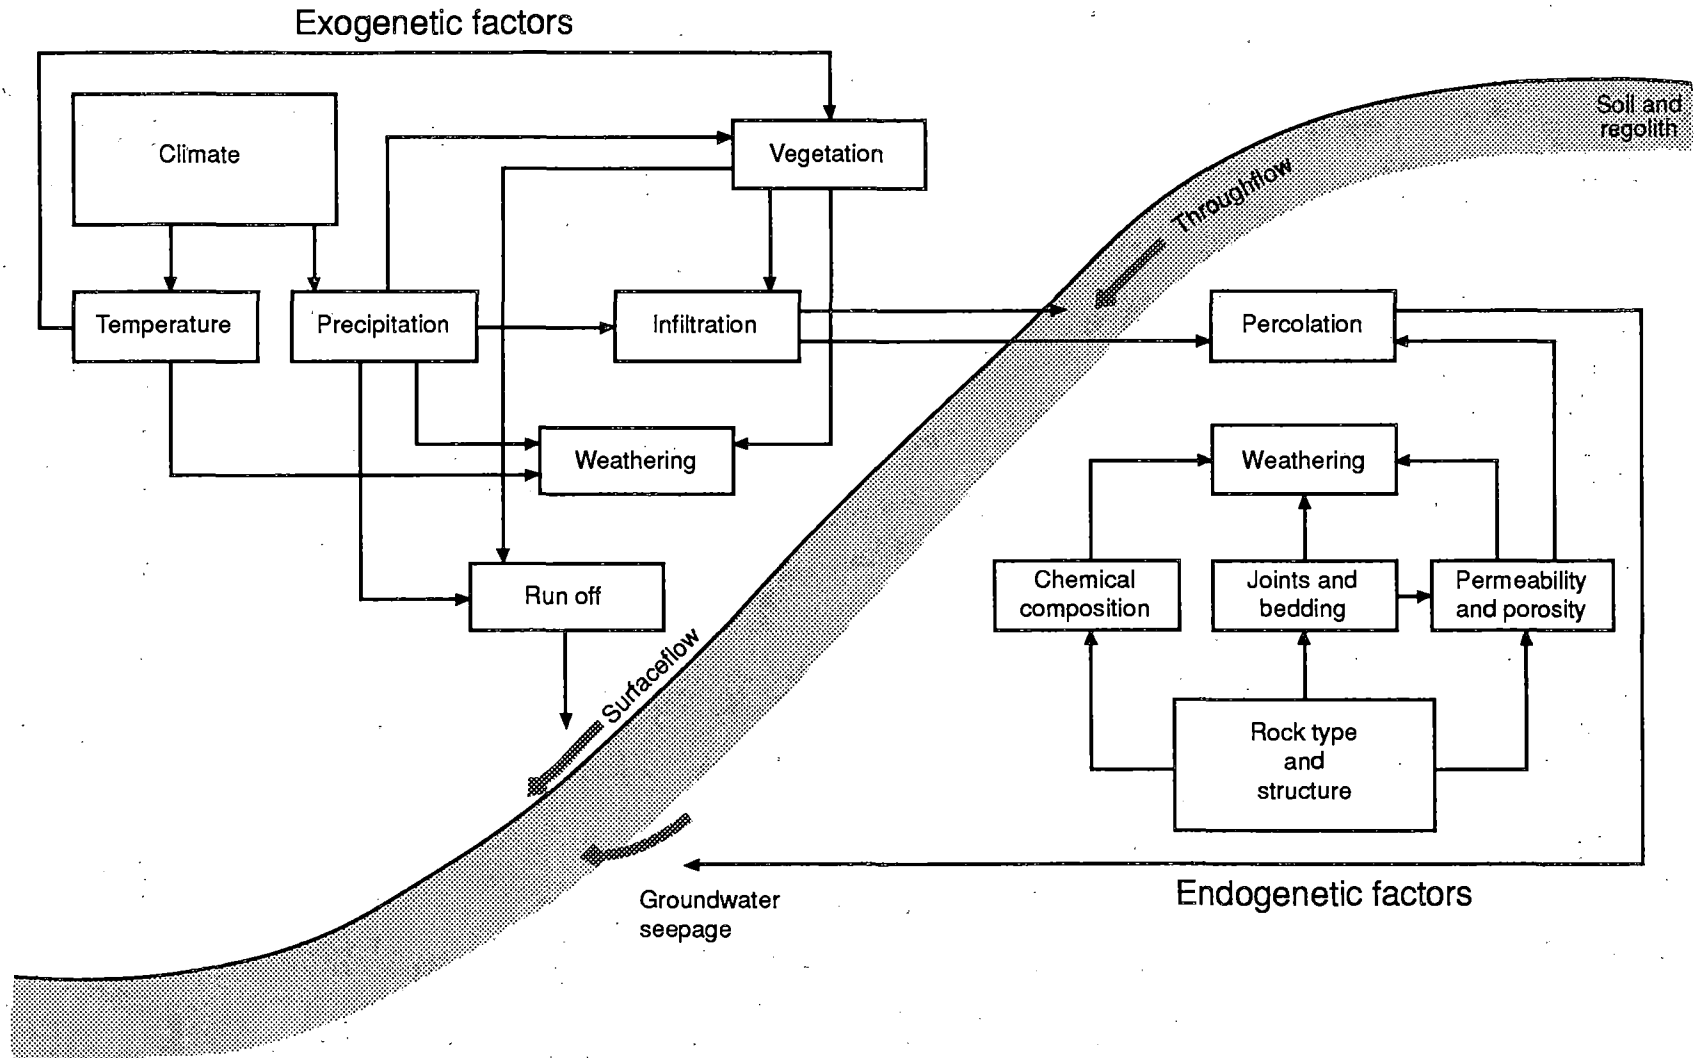 Exogenetic factors
Climate
Vegetation
Soil and
regolith
Throughflow
Temperature
Precipitation
Infiltration
Percolation
Weathering
Weathering
Run off
Chemical
composition
Joints and
bedding
Permeability
and porosity
Surfaceflow
Rock type
and
structure
Groundwater
seepage
Endogenetic factors